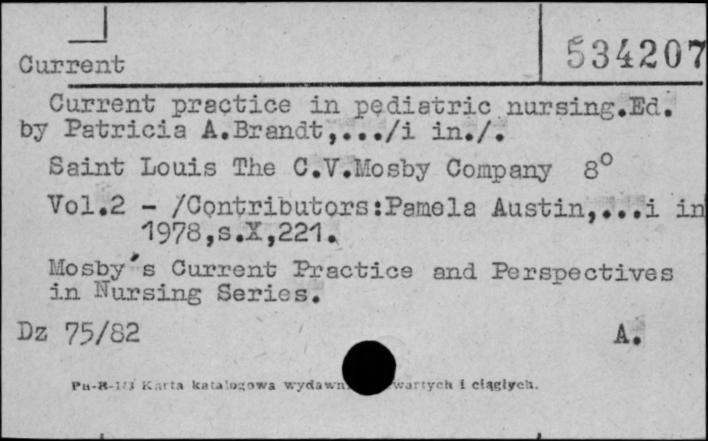 534207
Current
Current practice in pediatric nursing.Ed.
by Patricia A.Brandt,.../i in./.
Saint Louis The C.V.Mosby Company 8°
Vol.2 - /Contributors:Pamela Austin,...i in
1978,s.X,221.
Mosby's Current Practice and Perspectives
in Nursing Series.
Dz 75/82 A.
Karta katalogowa i ciągłych.